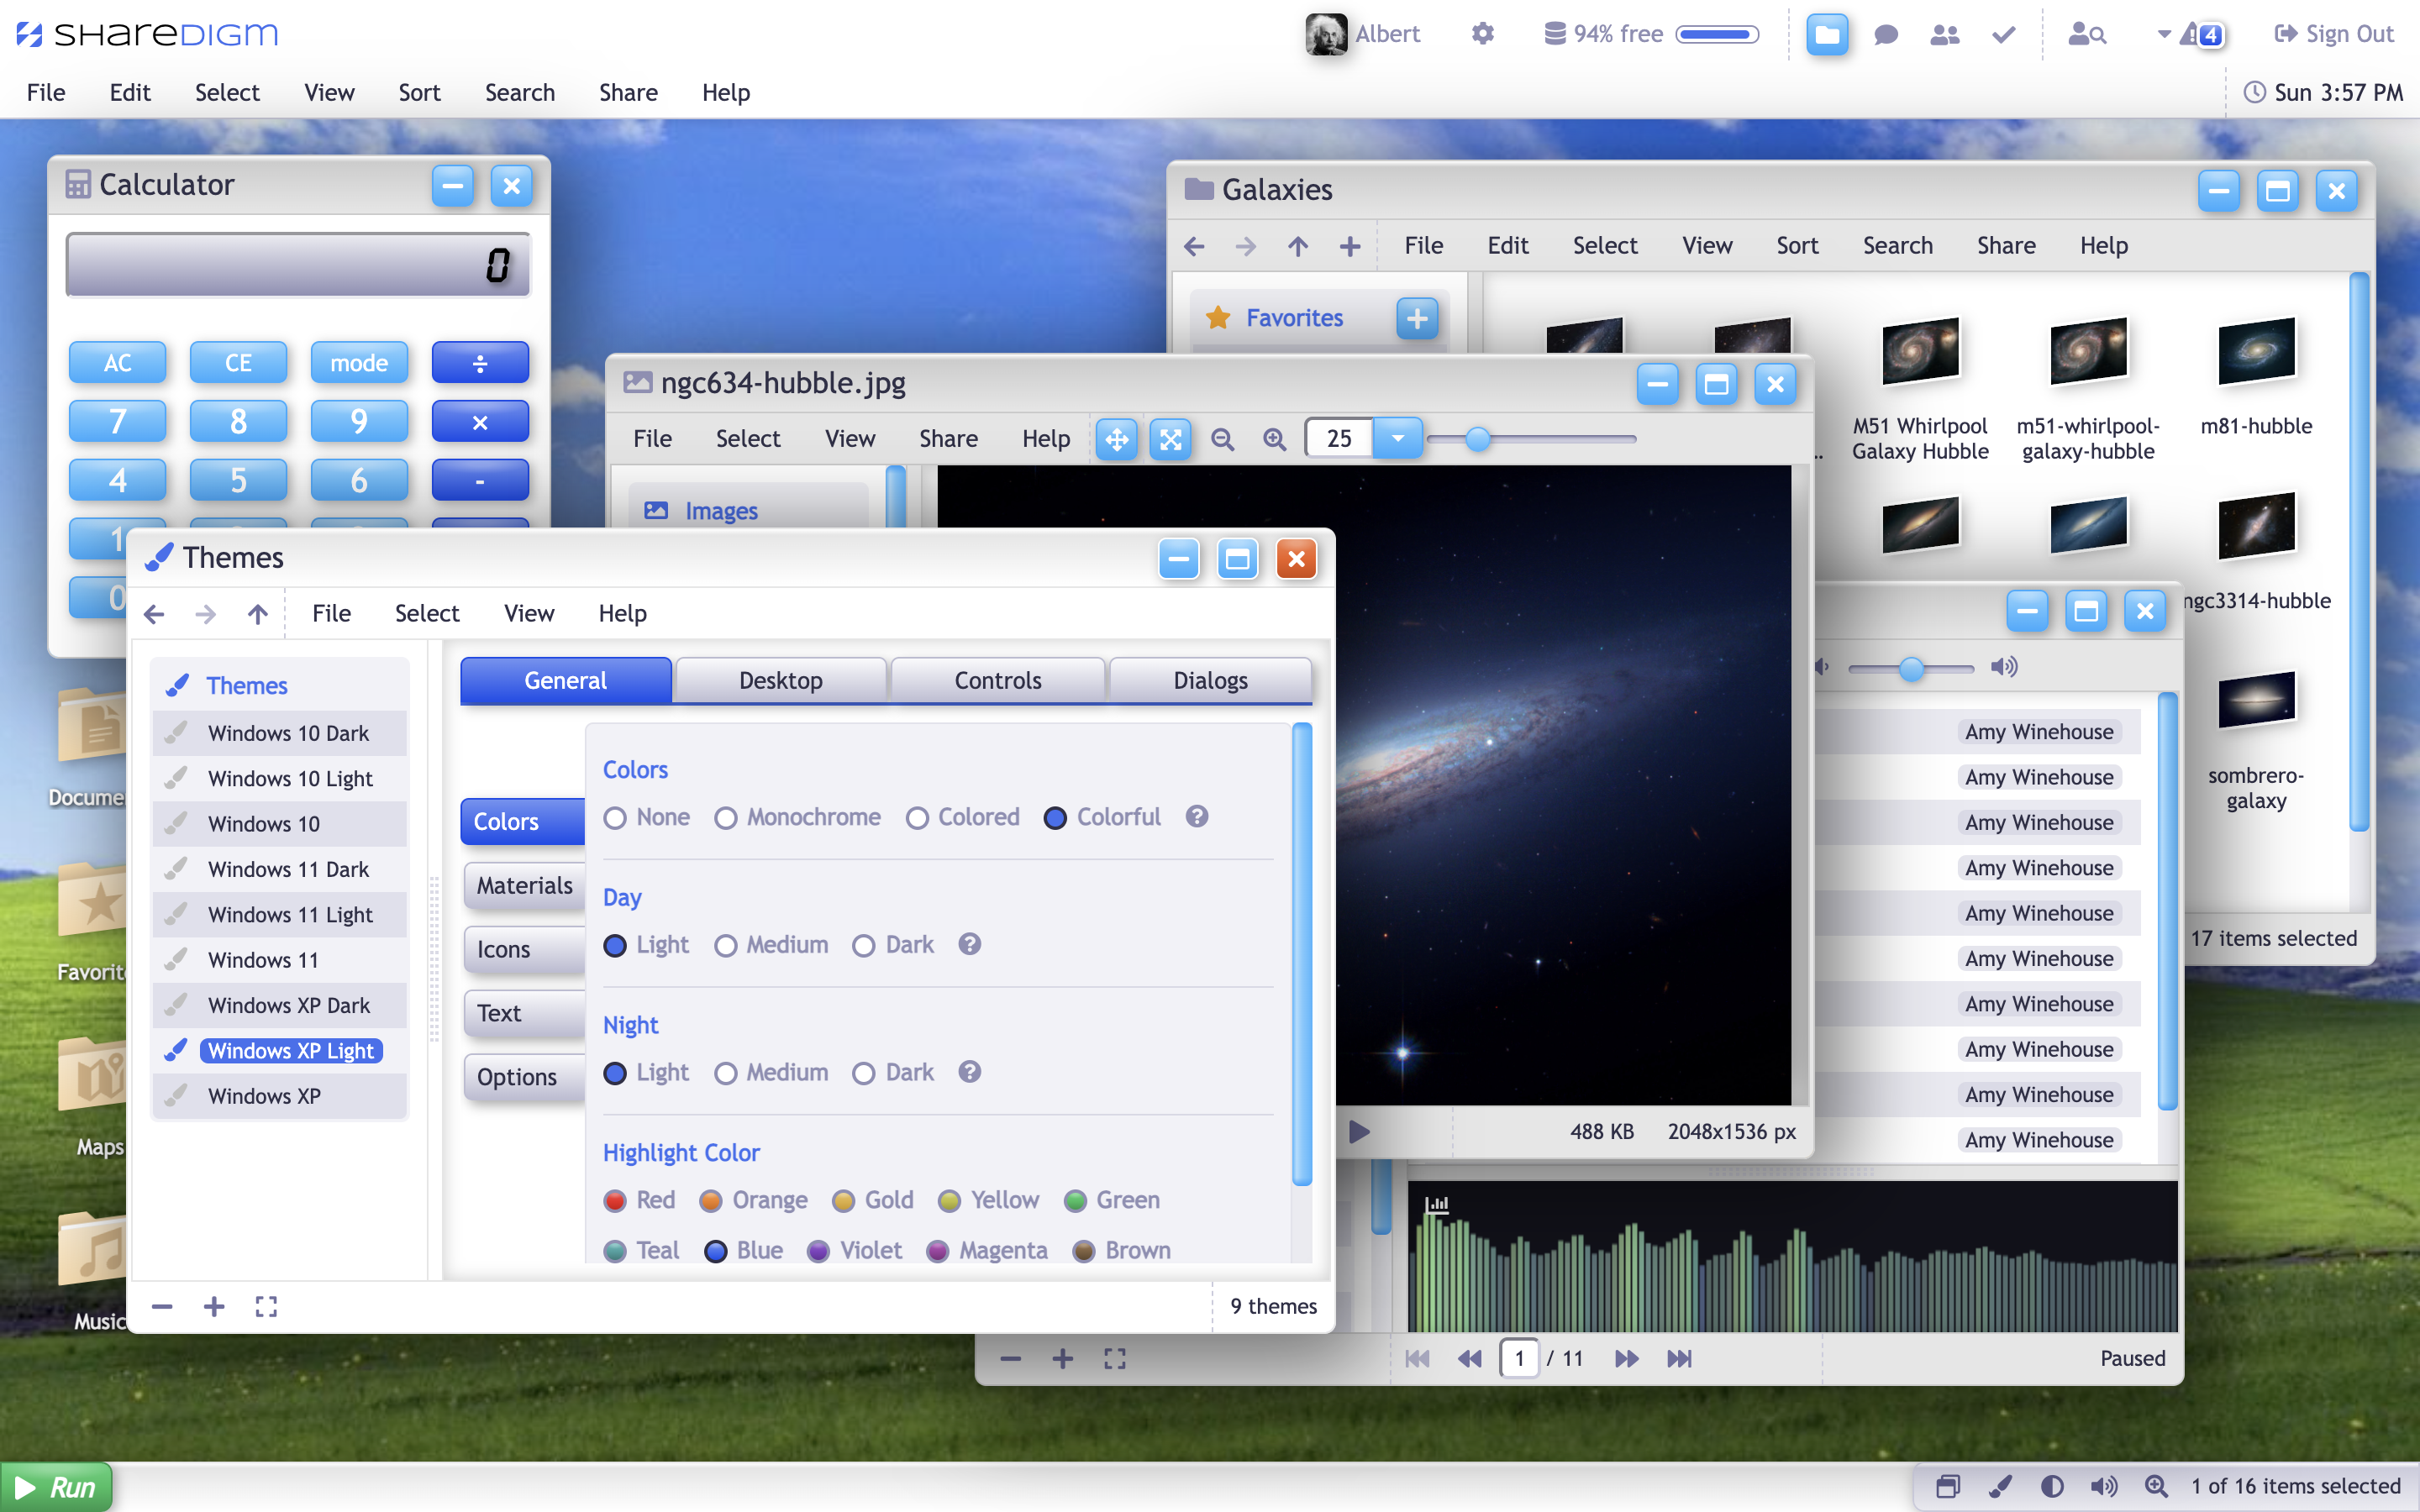 SHAREDIGM
Albert
94% free
4
Sign Out
File Edit Select View Sort Search Share Help
Sun 3:57 PM
Calculator
0
AC CE mode ÷
7 8 9 ×
4 5 6 -
1
0
Galaxies
File Edit Select View Sort Search Share Help
Favorites
M51 Whirlpool
Galaxy Hubble
m51-whirlpool-
galaxy-hubble
m81-hubble
ngc3314-hubble
sombrero-
galaxy
17 items selected
ngc634-hubble.jpg
File Select View Share Help
25
Images
488 KB 2048x1536 px
Themes
File Select View Help
Themes
Windows 10 Dark
Windows 10 Light
Windows 10
Windows 11 Dark
Windows 11 Light
Windows 11
Windows XP Dark
Windows XP Light
Windows XP
General Desktop Controls Dialogs
Colors
Materials
Icons
Text
Options
Colors
None Monochrome Colored Colorful
Day
Light Medium Dark
Night
Light Medium Dark
Highlight Color
Red Orange Gold Yellow Green
Teal Blue Violet Magenta Brown
9 themes
Amy Winehouse
Amy Winehouse
Amy Winehouse
Amy Winehouse
Amy Winehouse
Amy Winehouse
Amy Winehouse
Amy Winehouse
Amy Winehouse
Amy Winehouse
1 / 11
Paused
Docume
Favorit
Maps
Music
Run
1 of 16 items selected